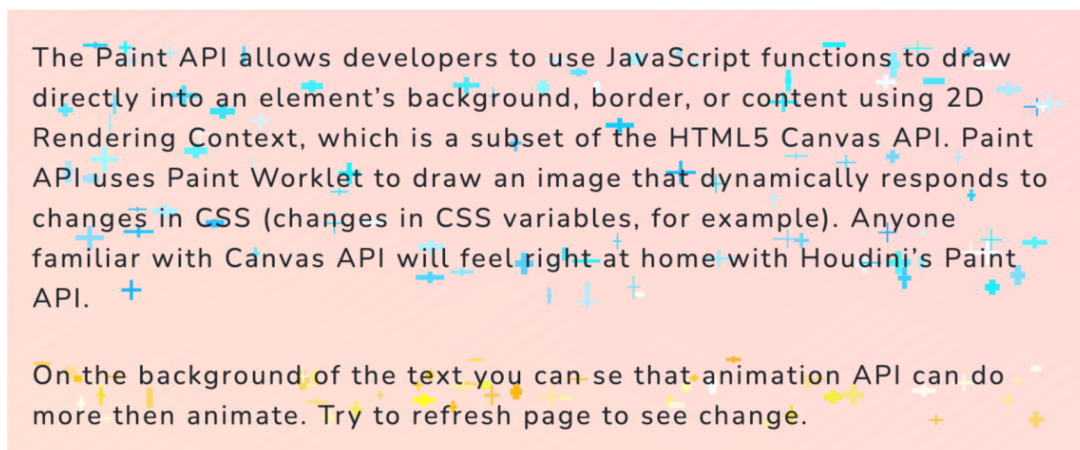 The Paint API allows developers to use JavaScript functions to draw
directly into an element’s background, border, or content using 2D
Rendering Context, which is a subset of the HTML5 Canvas API. Paint
API uses Paint Worklet to draw an image that dynamically responds to
changes in CSS (changes in CSS variables, for example). Anyone
familiar with Canvas API will feel right at home with Houdini’s Paint
API.
On the background of the text you can se that animation API can do
more then animate. Try to refresh page to see change.